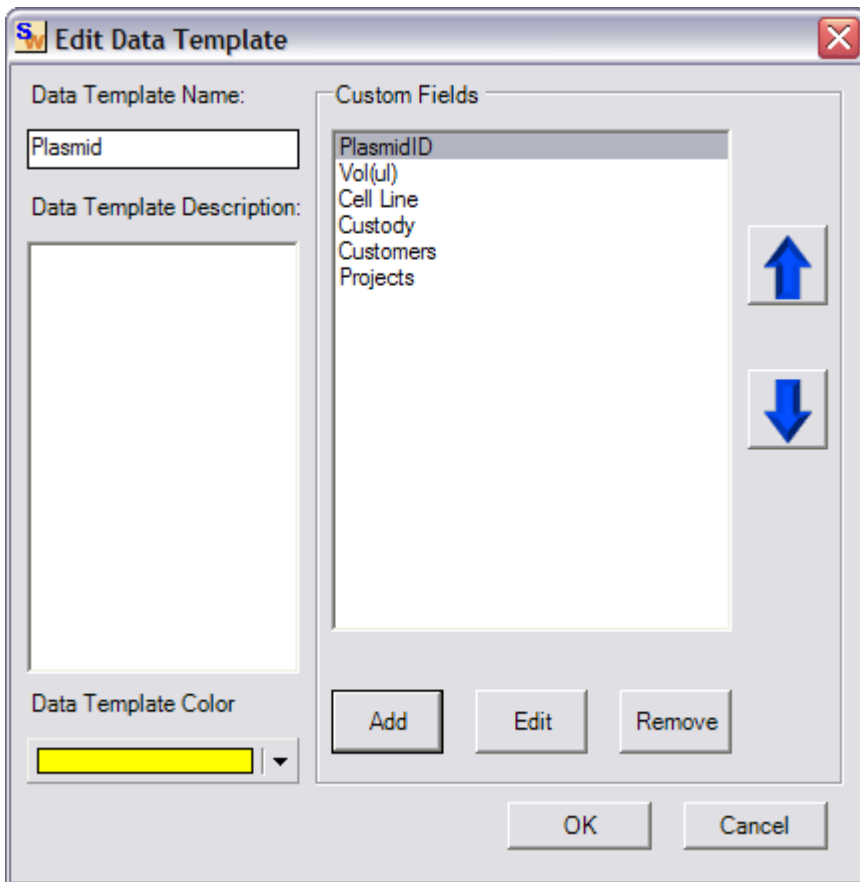 SW Edit Data Template
Data Template Name:
Plasmid
Data Template Description:
Data Template Color
Custom Fields
PlasmidID
Vol(ul)
Cell Line
Custody
Customers
Projects
Add Edit Remove
OK Cancel